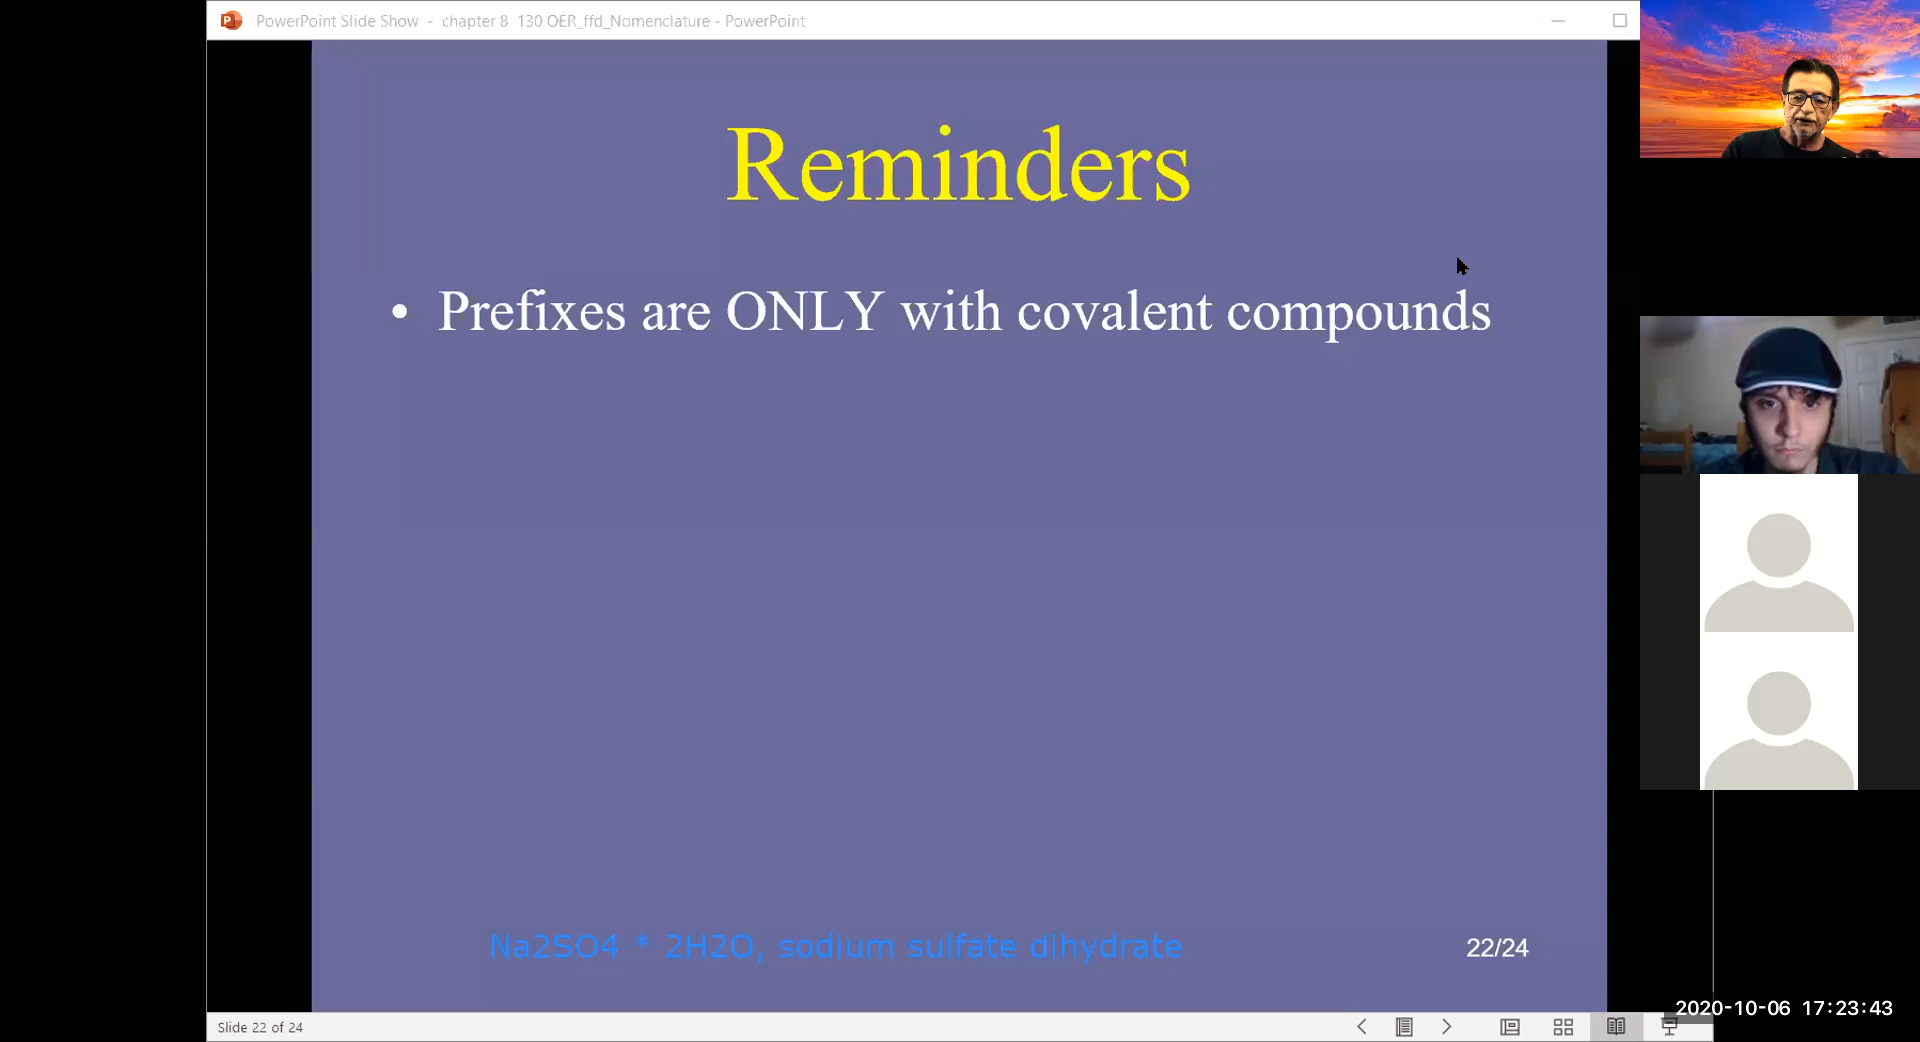 PowerPoint Slide Show - chapter 8 130 OER_ffd_Nomenclature - PowerPoint
Reminders
• Prefixes are ONLY with covalent compounds
Na2SO4 * 2H2O, sodium sulfate dihydrate
22/24
2020-10-06 17:23:43
Slide 22 of 24